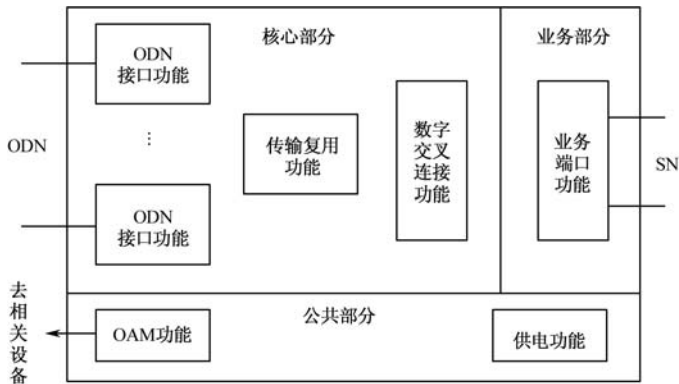 核心部分
业务部分
ODN
接口功能
⋮
ODN
接口功能
ODN
传输复用
功能
数字
交叉
连接
功能
业务
端口
功能
SN
去
相
关
设
备
公共部分
OAM功能
供电功能